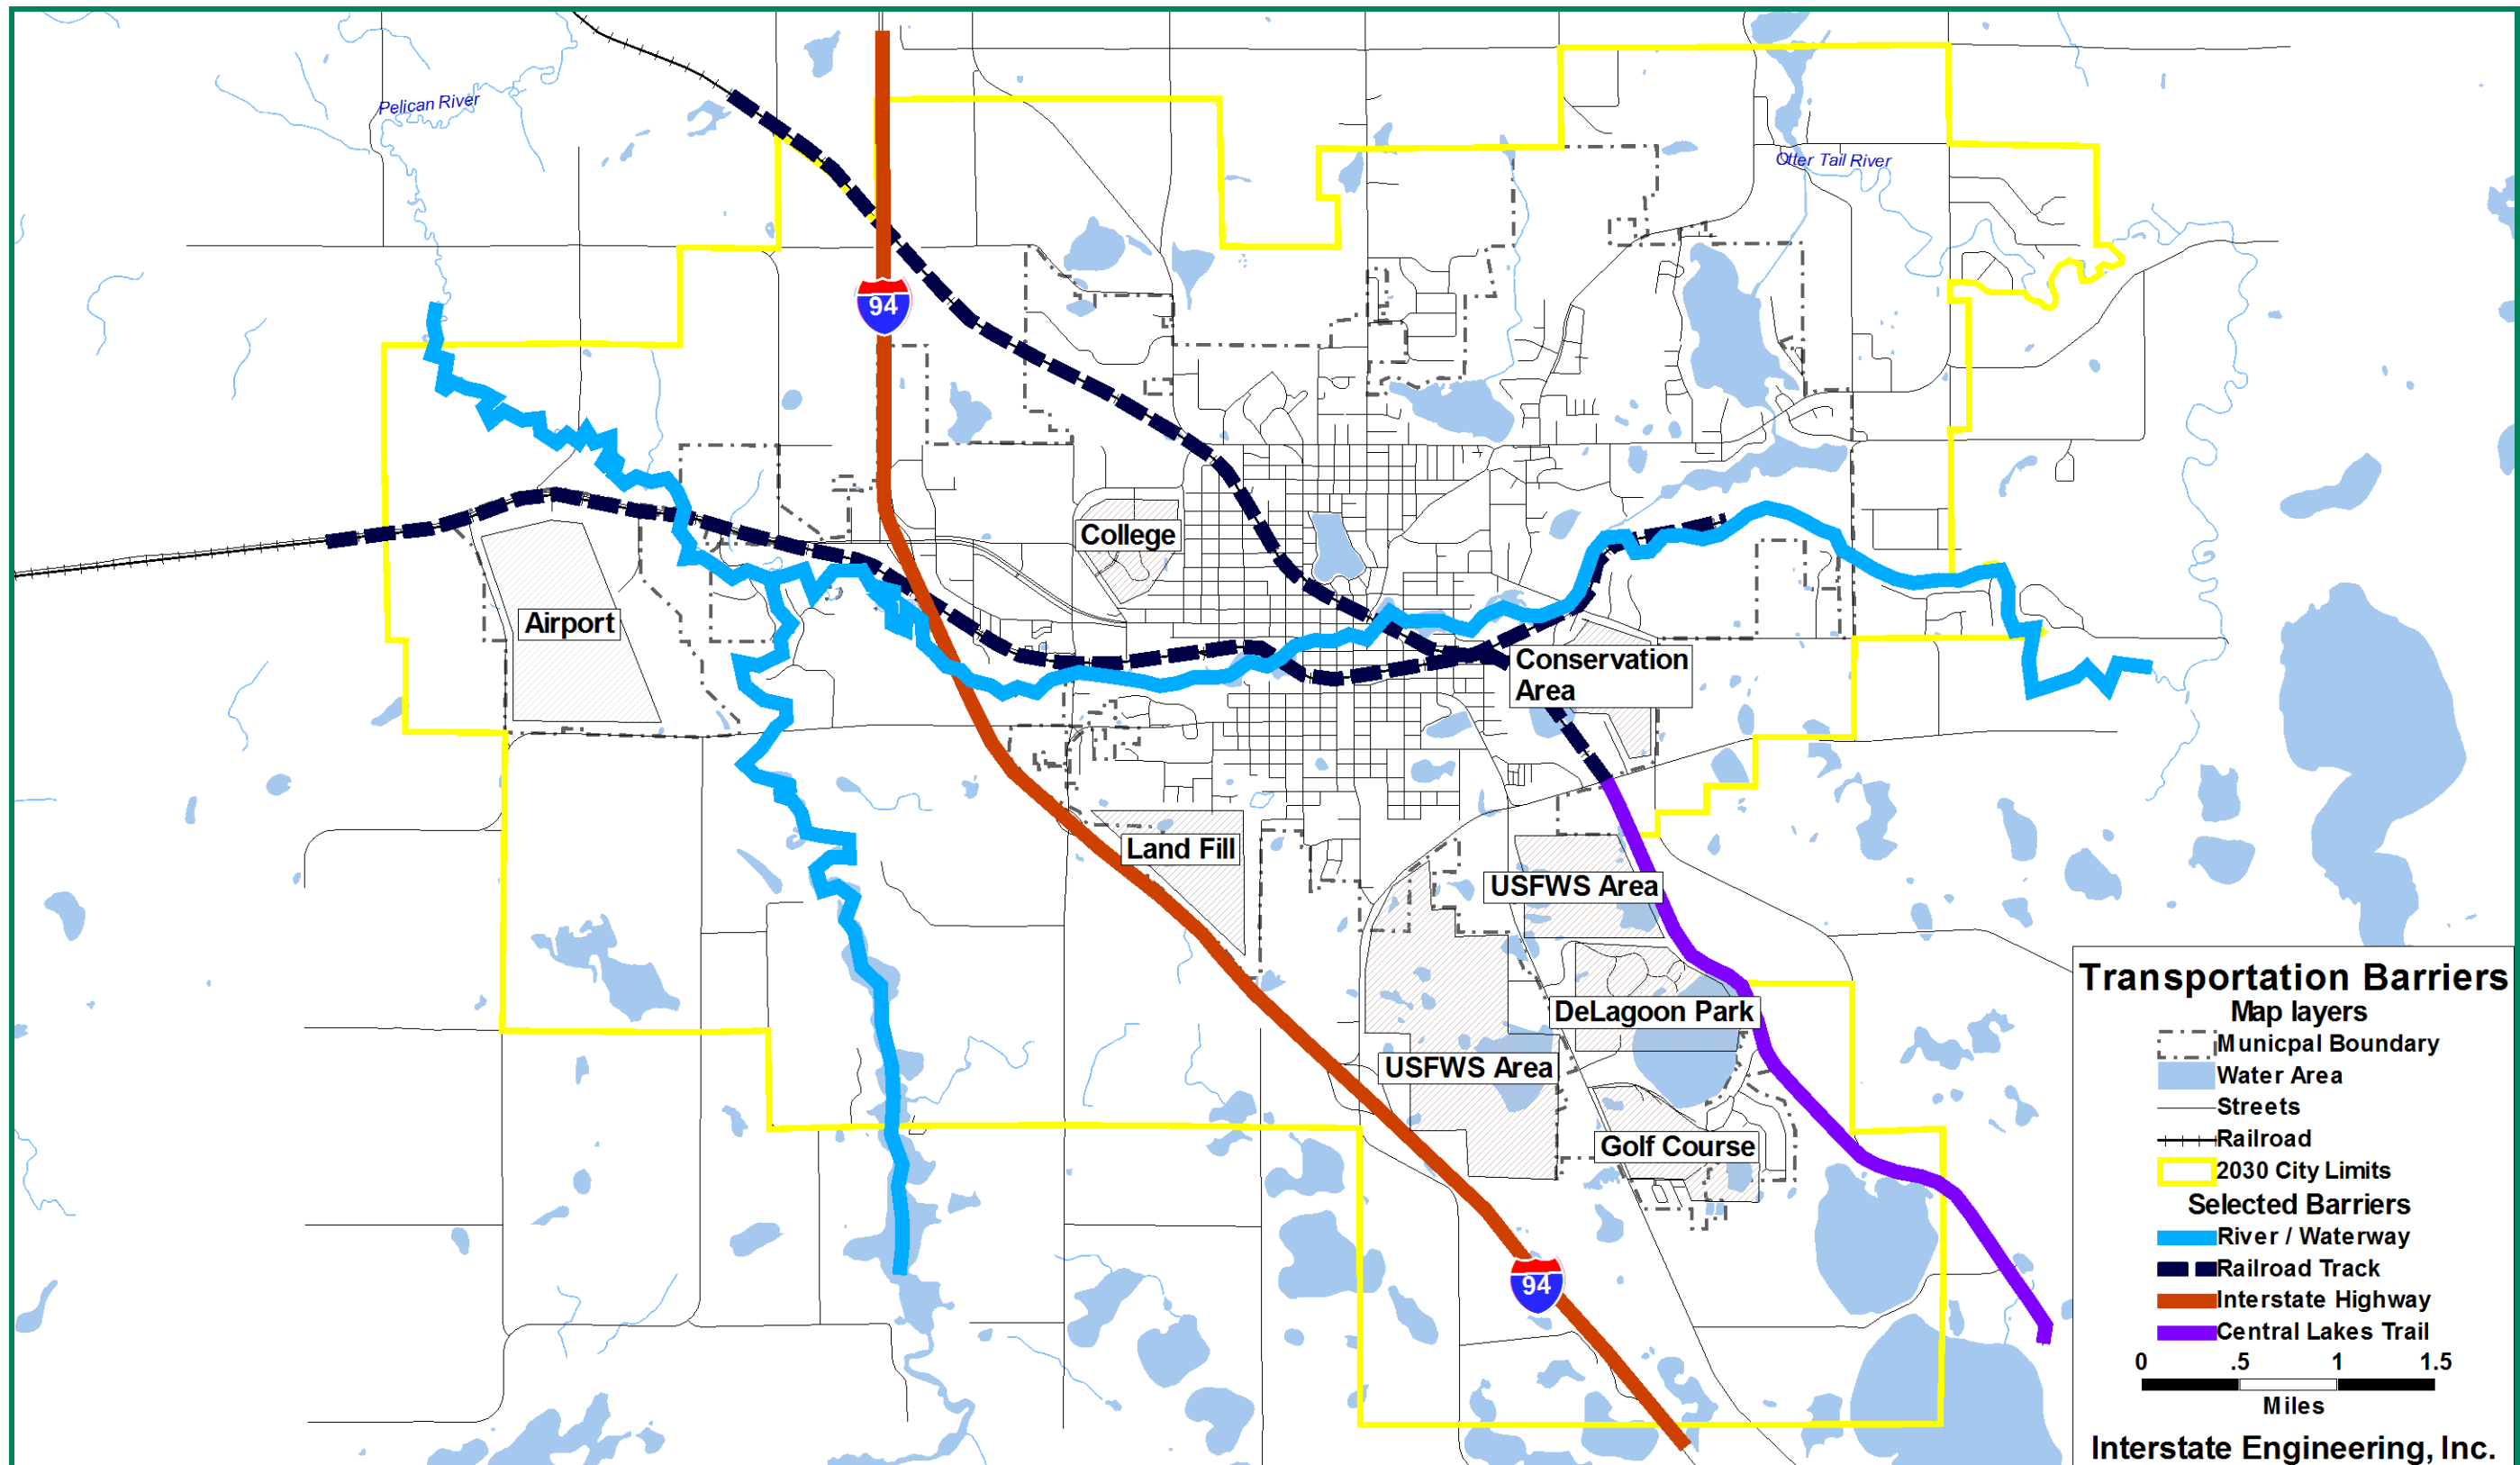 Pelican River
Otter Tail River
94
College
Airport
Conservation
Area
Land Fill
USFWS Area
DeLagoon Park
USFWS Area
Golf Course
94
Transportation Barriers
Map layers
Municpal Boundary
Water Area
Streets
Railroad
2030 City Limits
Selected Barriers
River / Waterway
Railroad Track
Interstate Highway
Central Lakes Trail
0 .5 1 1.5
Miles
Interstate Engineering, Inc.